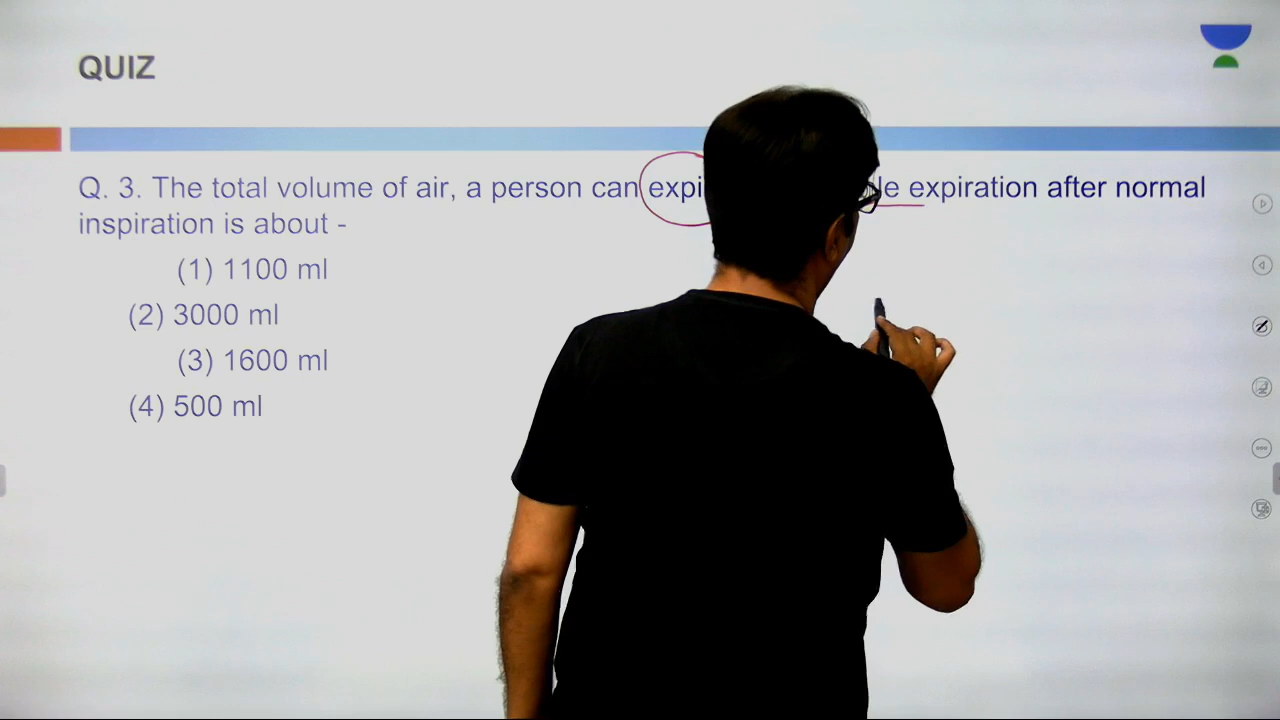 QUIZ
Q. 3. The total volume of air, a person can expiration after normal
inspiration is about -
(1) 1100 ml
(2) 3000 ml
(3) 1600 ml
(4) 500 ml